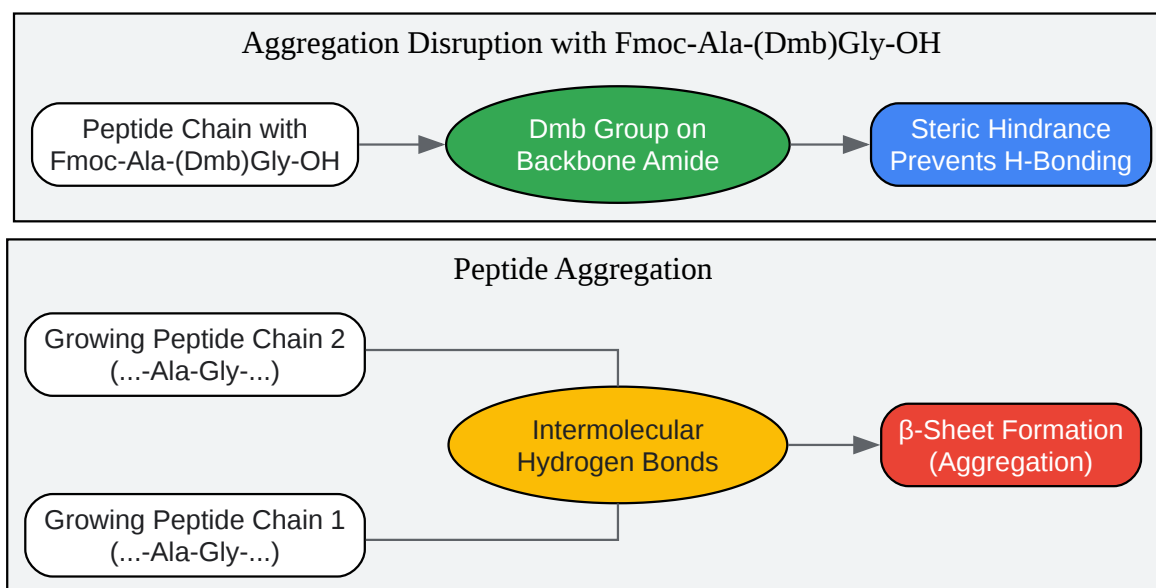 Aggregation Disruption with Fmoc-Ala-(Dmb)Gly-OH
Peptide Chain with
Fmoc-Ala-(Dmb)Gly-OH
Dmb Group on
Backbone Amide
Steric Hindrance
Prevents H-Bonding
Peptide Aggregation
Growing Peptide Chain 2
(...-Ala-Gly-...)
Intermolecular
Hydrogen Bonds
β-Sheet Formation
(Aggregation)
Growing Peptide Chain 1
(...-Ala-Gly-...)